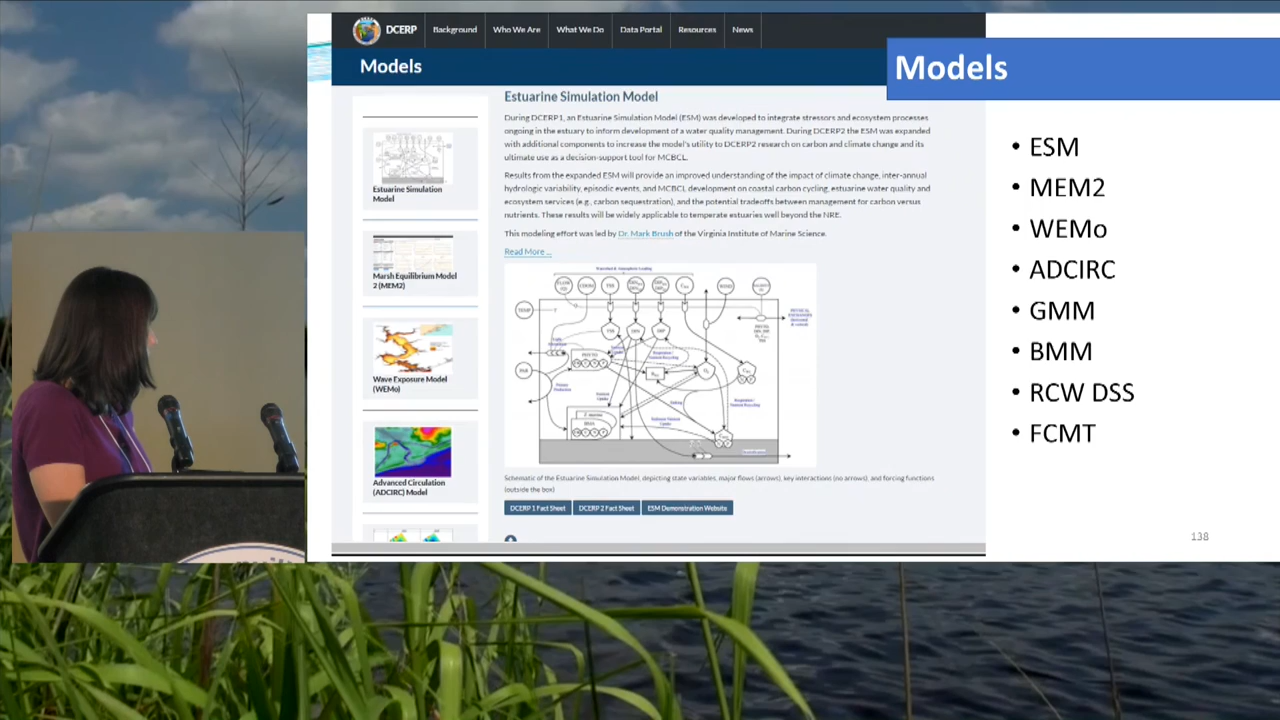 DCERP
Background
Who We Are
What We Do
Data Portal
Resources
News
Models
Estuarine Simulation Model
Marsh Equilibrium Model 2 (MEM2)
Wave Exposure Model (WEMo)
Advanced Circulation (ADCIRC) Model
Estuarine Simulation Model
During DCERP1, an Estuarine Simulation Model (ESM) was developed to integrate stressors and ecosystem processes
ongoing in the estuary to inform development of a water quality management. During DCERP2 the ESM was expanded
with additional components to increase the model's utility to DCERP2 research on carbon and climate change and its
ultimate use as a decision-support tool for MCBCL.
Results from the expanded ESM will provide an improved understanding of the impact of climate change, inter-annual
hydrologic variability, episodic events, and MCBCL development on coastal carbon cycling, estuarine water quality and
ecosystem services (e.g., carbon sequestration), and the potential tradeoffs between management for carbon versus
nutrients. These results will be widely applicable to temperate estuaries well beyond the NRE.
This modeling effort was led by Dr. Mark Brush of the Virginia Institute of Marine Science.
Read More ...
TEMP
PAR
WIND
PHYTO
Schematic of the Estuarine Simulation Model, depicting state variables, major flows (arrows), key interactions (no arrows), and forcing functions
(outside the box)
DCERP 1 Fact Sheet
DCERP 2 Fact Sheet
ESM Demonstration Website
Models
• ESM
• MEM2
• WEMo
• ADCIRC
• GMM
• BMM
• RCW DSS
• FCMT
138